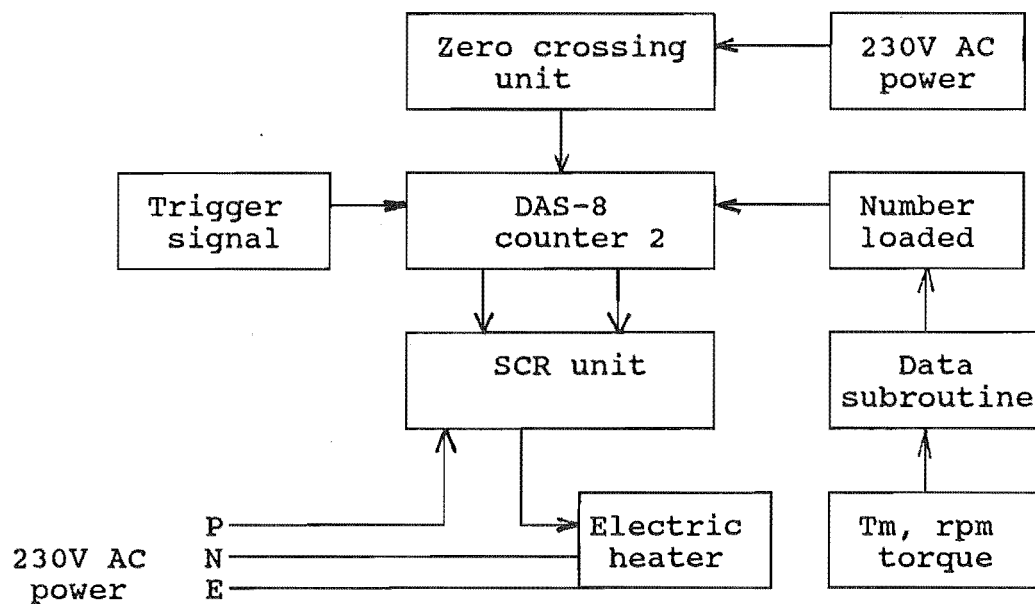 Zero crossing
unit
230V AC
power
Trigger
signal
DAS-8
counter 2
Number
loaded
SCR unit
Data
subroutine
Electric
heater
Tm, rpm
torque
230V AC
power
P
N
E